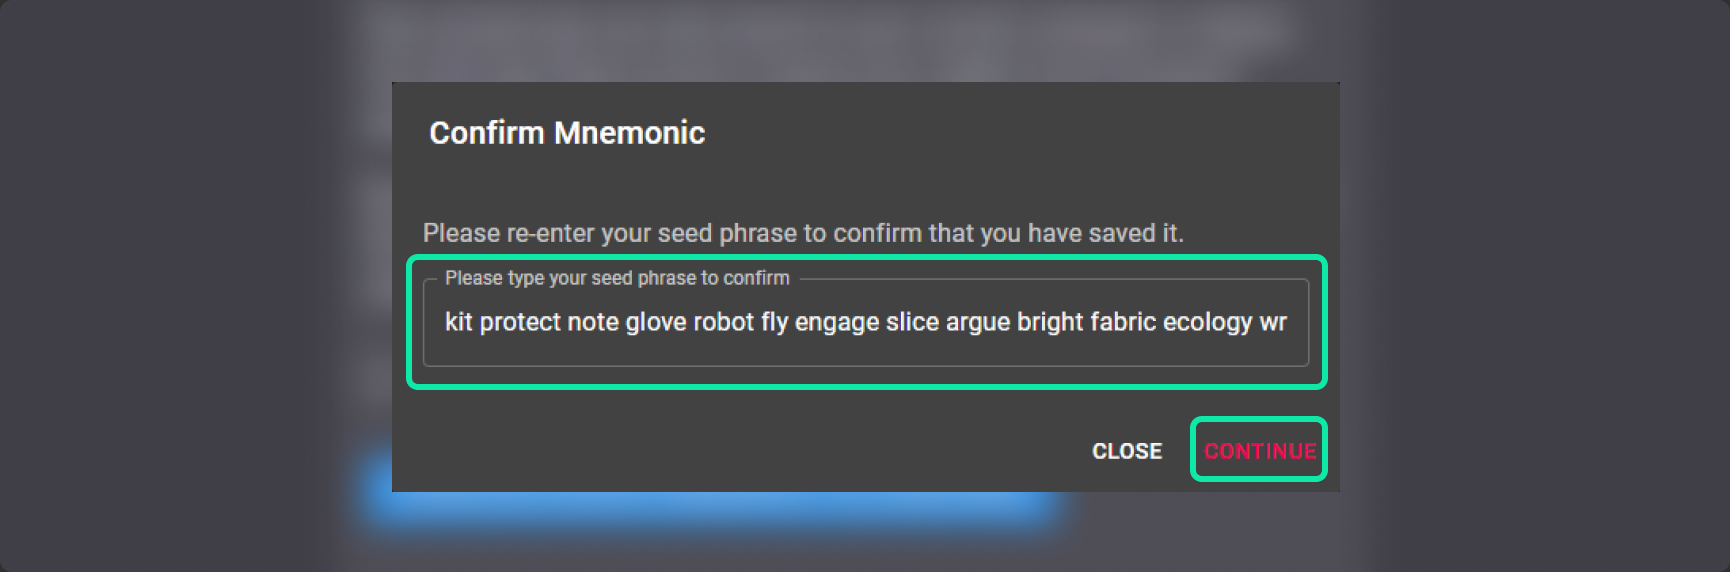 Confirm Mnemonic
Please re-enter your seed phrase to confirm that you have saved it.
Please type your seed phrase to confirm
kit protect note glove robot fly engage slice argue bright fabric ecology wr
CLOSE CONTINUE